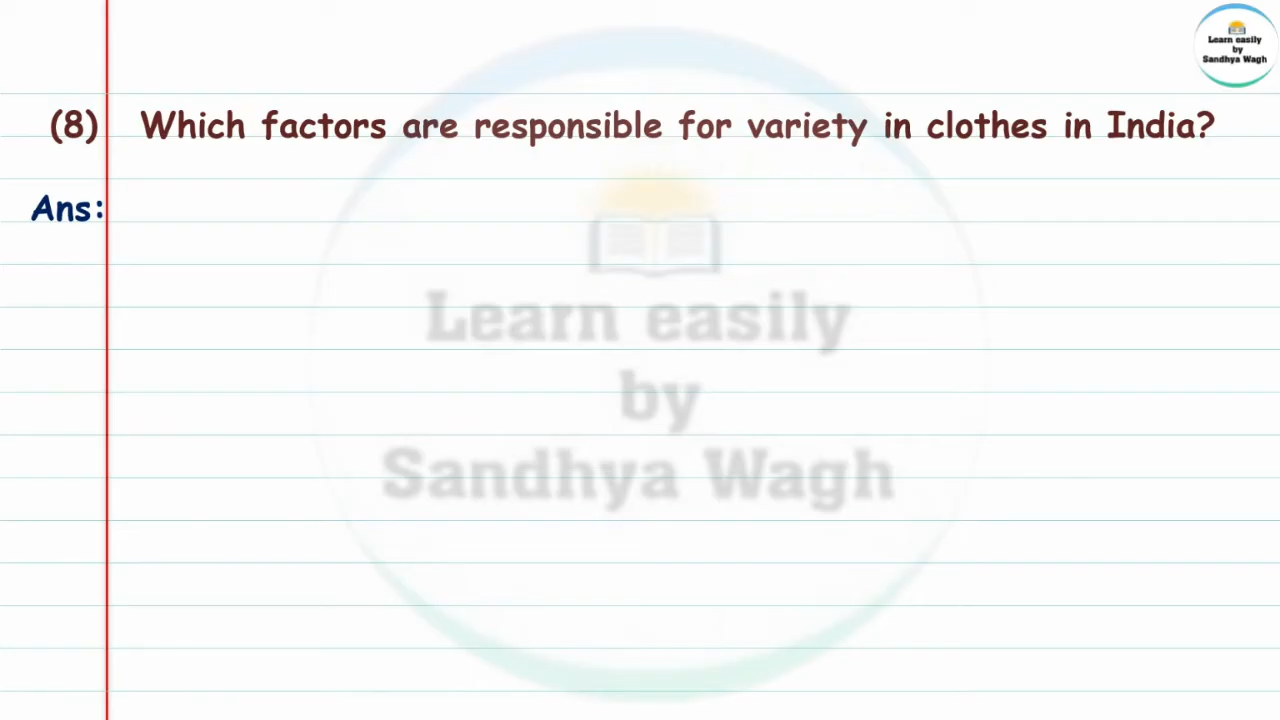 Learn easily
by
Sandhya Wagh
(8) Which factors are responsible for variety in clothes in India?
Ans:
Learn easily
by
Sandhya Wagh